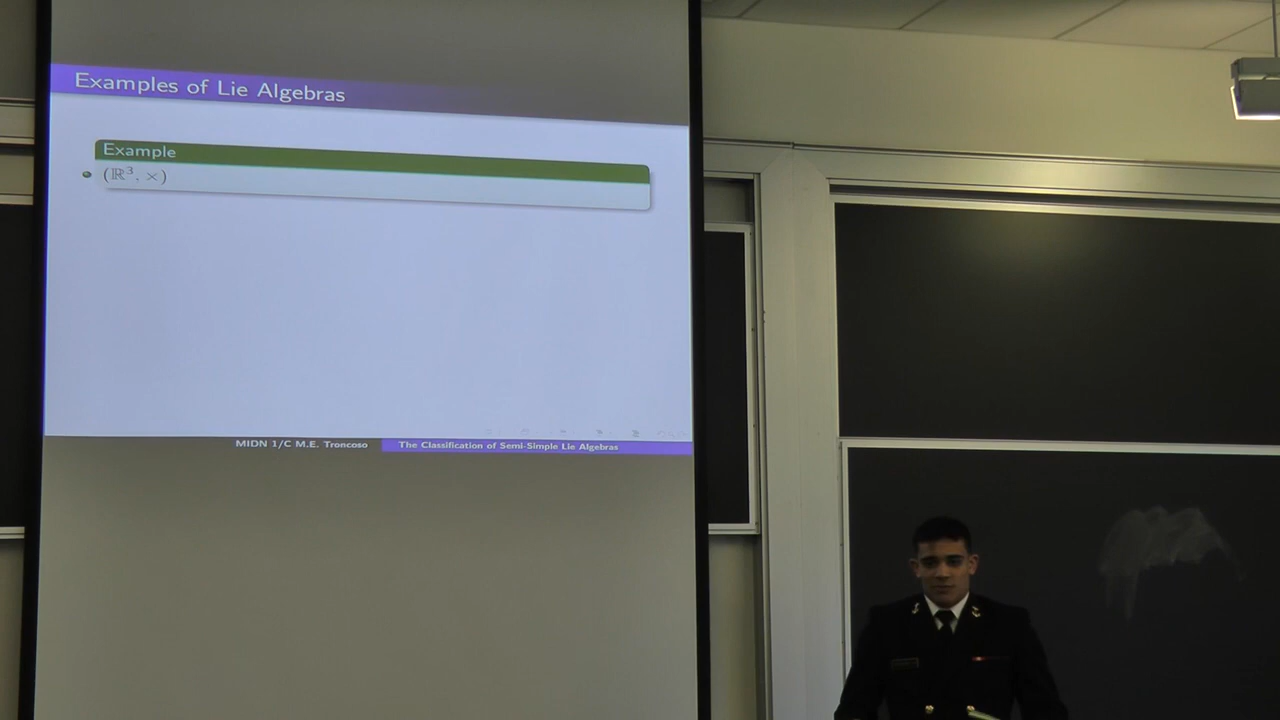 Examples of Lie Algebras
Example
• (ℝ³, ×)
MIDN 1/C M.E. Troncoso
The Classification of Semi-Simple Lie Algebras